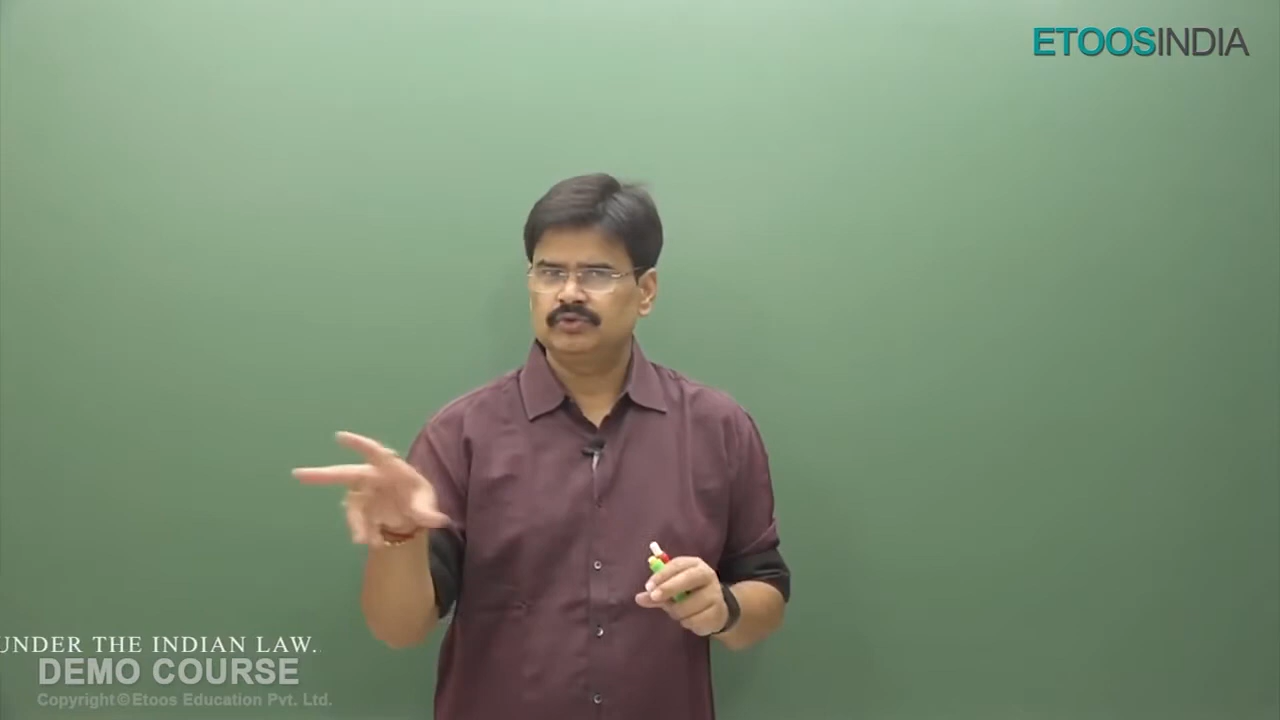 ETOOSINDIA
UNDER THE INDIAN LAW.
DEMO COURSE
Copyright©Etoos Education Pvt. Ltd.